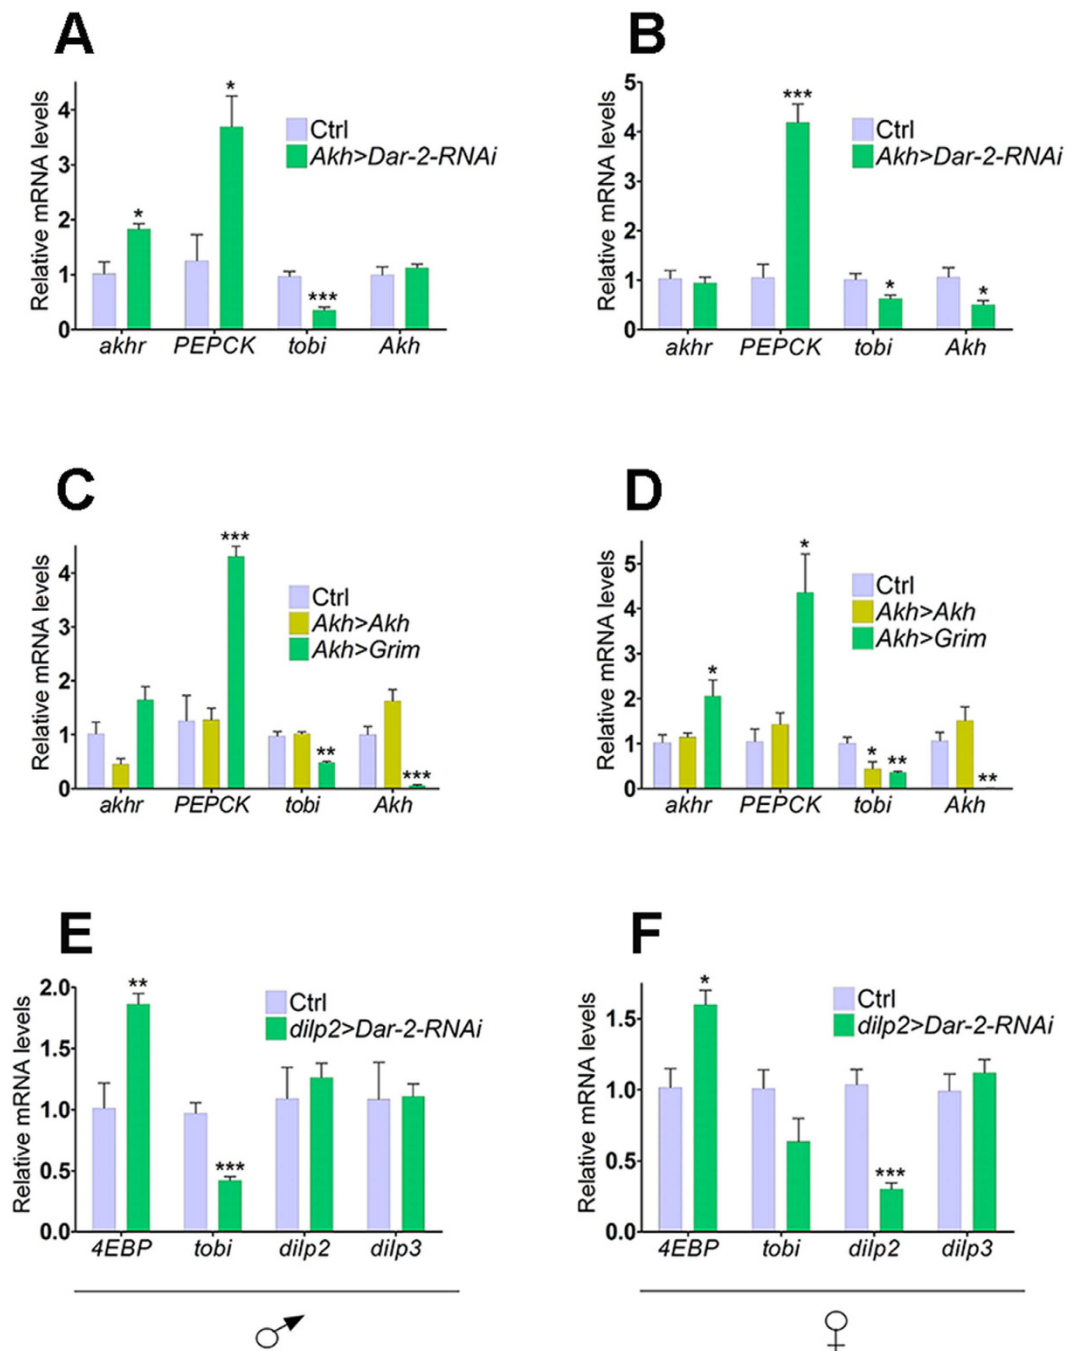 A
Relative mRNA levels
4
3
2
1
0
*
*
***
Ctrl
Akh>Dar-2-RNAi
akhr PEPCK tobi Akh
B
Relative mRNA levels
5
4
3
2
1
0
***
*
*
Ctrl
Akh>Dar-2-RNAi
akhr PEPCK tobi Akh
C
Relative mRNA levels
4
3
2
1
0
***
**
***
Ctrl
Akh>Akh
Akh>Grim
akhr PEPCK tobi Akh
D
Relative mRNA levels
5
4
3
2
1
0
*
*
*
**
**
Ctrl
Akh>Akh
Akh>Grim
akhr PEPCK tobi Akh
E
Relative mRNA levels
2.0
1.5
1.0
0.5
0.0
**
***
Ctrl
dilp2>Dar-2-RNAi
4EBP tobi dilp2 dilp3
♂
F
Relative mRNA levels
1.5
1.0
0.5
0.0
*
***
Ctrl
dilp2>Dar-2-RNAi
4EBP tobi dilp2 dilp3
♀